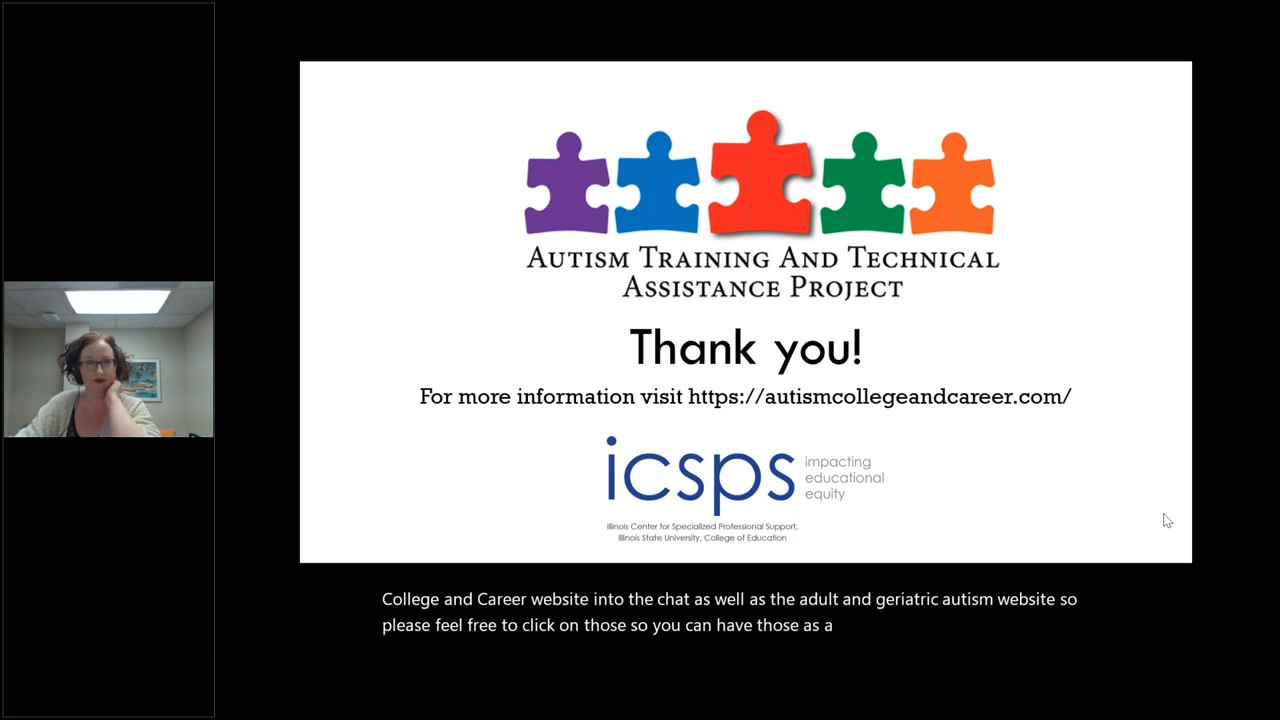 Autism Training And Technical
Assistance Project
Thank you!
For more information visit https://autismcollegeandcareer.com/
icsps
impacting
educational
equity
Illinois Center for Specialized Professional Support,
Illinois State University, College of Education
College and Career website into the chat as well as the adult and geriatric autism website so
please feel free to click on those so you can have those as a